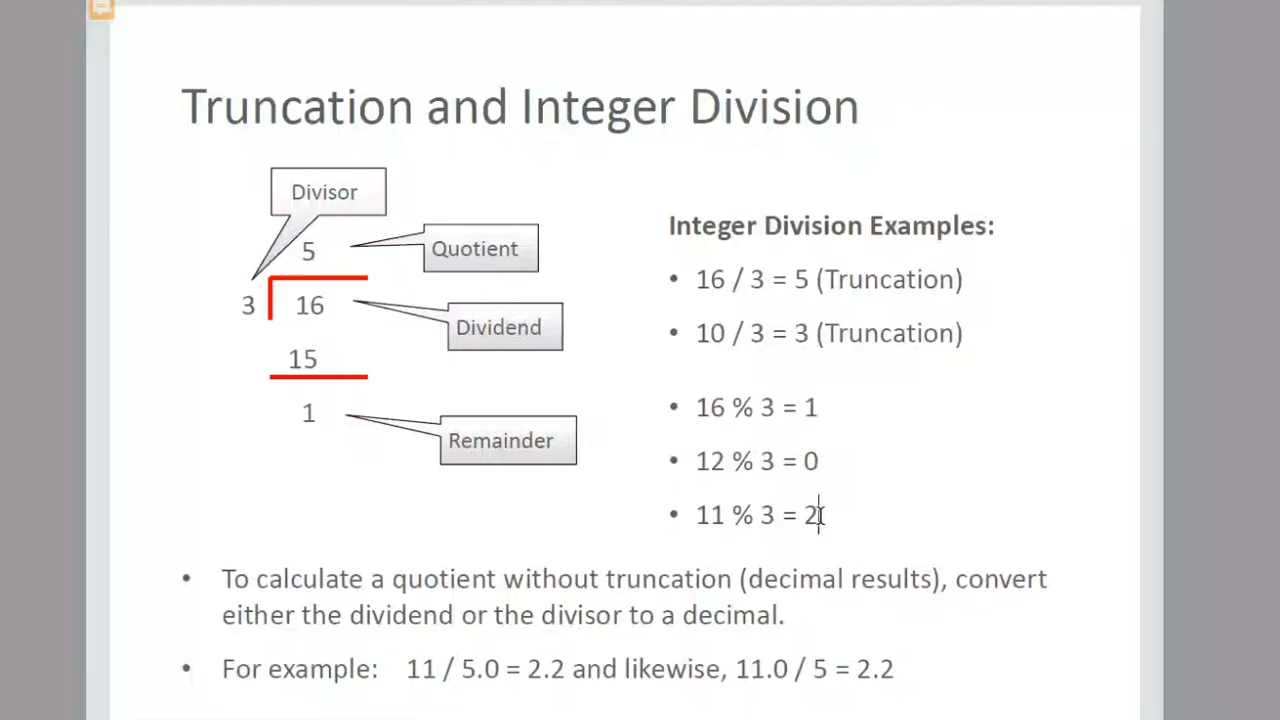 Truncation and Integer Division
Divisor
5
Quotient
3
16
Dividend
15
1
Remainder
Integer Division Examples:
• 16 / 3 = 5 (Truncation)
• 10 / 3 = 3 (Truncation)
• 16 % 3 = 1
• 12 % 3 = 0
• 11 % 3 = 2
• To calculate a quotient without truncation (decimal results), convert
either the dividend or the divisor to a decimal.
• For example: 11 / 5.0 = 2.2 and likewise, 11.0 / 5 = 2.2